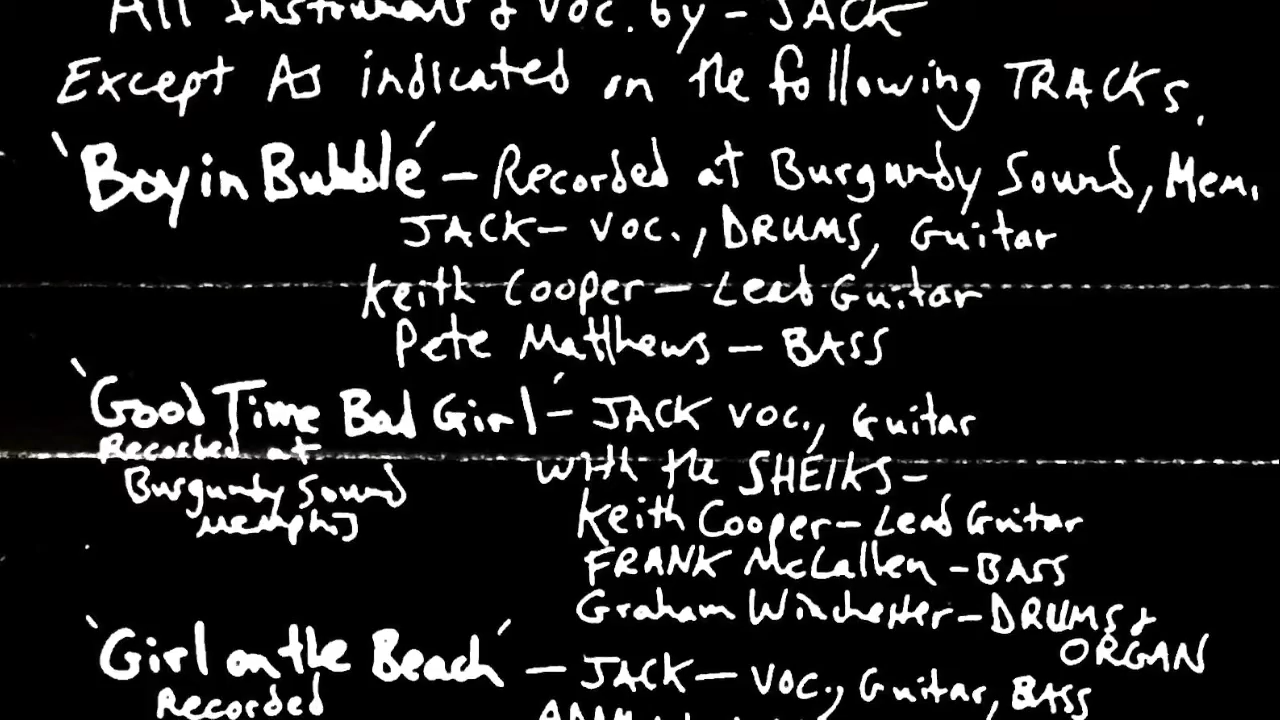 All Instruments & Voc. by – JACK
Except As indicated on the following TRACKS.
'Boy in Bubble' – Recorded at Burgundy Sound, Mem.
JACK – VOC., DRUMS, Guitar
Keith Cooper – Lead Guitar
Pete Matthews – BASS
'Good Time Bad Girl' – JACK VOC., Guitar
Recorded at
Burgundy Sound
Memphis
with the SHEIKS –
Keith Cooper – Lead Guitar
FRANK McCallen – BASS
Graham Winchester – DRUMS &
ORGAN
'Girl on the Beach' – JACK – VOC., Guitar, BASS
Recorded